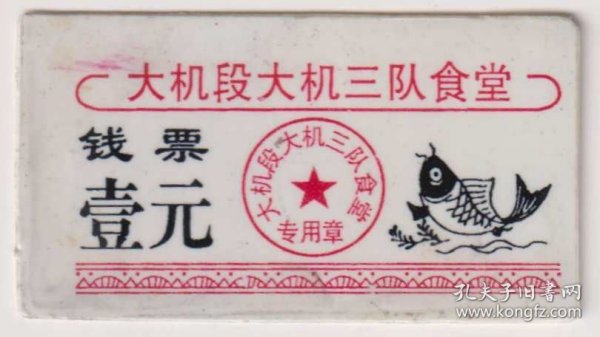 大机段大机三队食堂
钱票
壹元
大机段大机三队食堂
专用章
孔夫子旧书网
www.kongfz.com